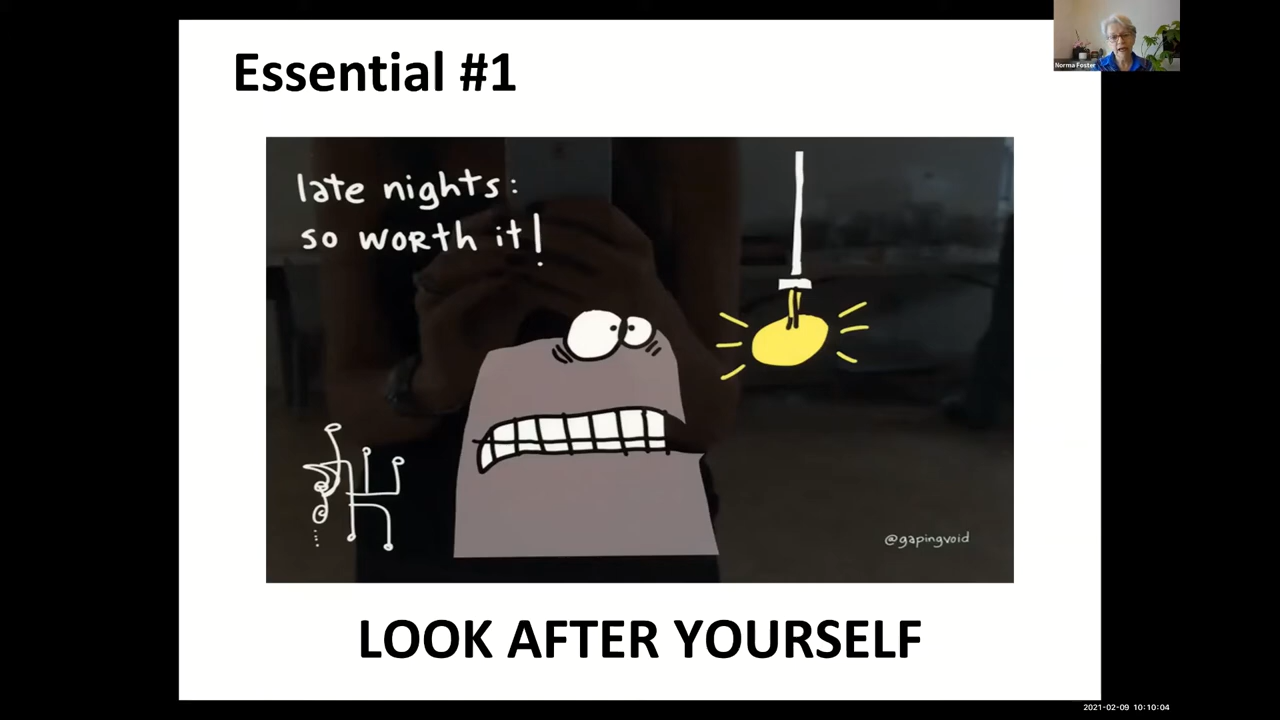 Essential #1
Norma Foster
late nights:
so worth it!
@gapingvoid
LOOK AFTER YOURSELF
2021-02-09 10:10:04